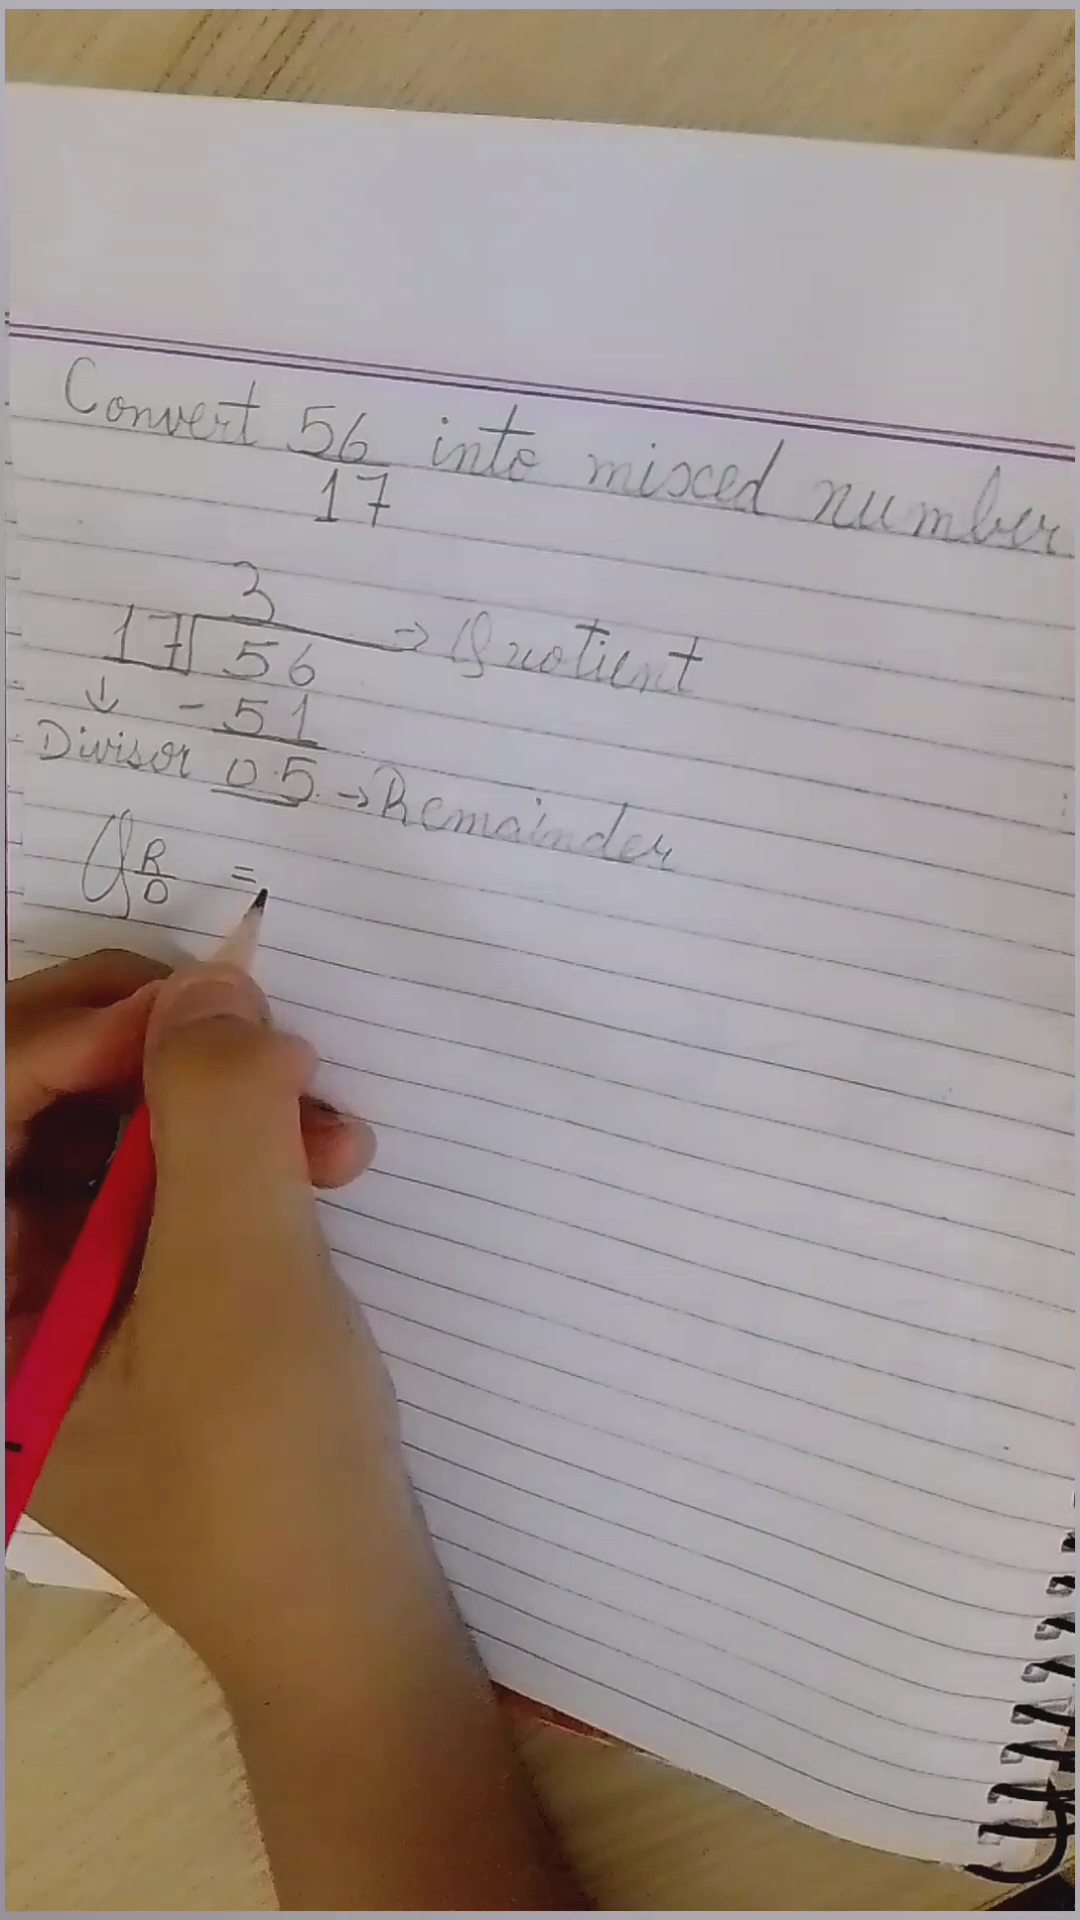 Convert 56 into mixed number
17
3
17 56 → Quotient
↓ - 51
Divisor 05 → Remainder
Q R/D =